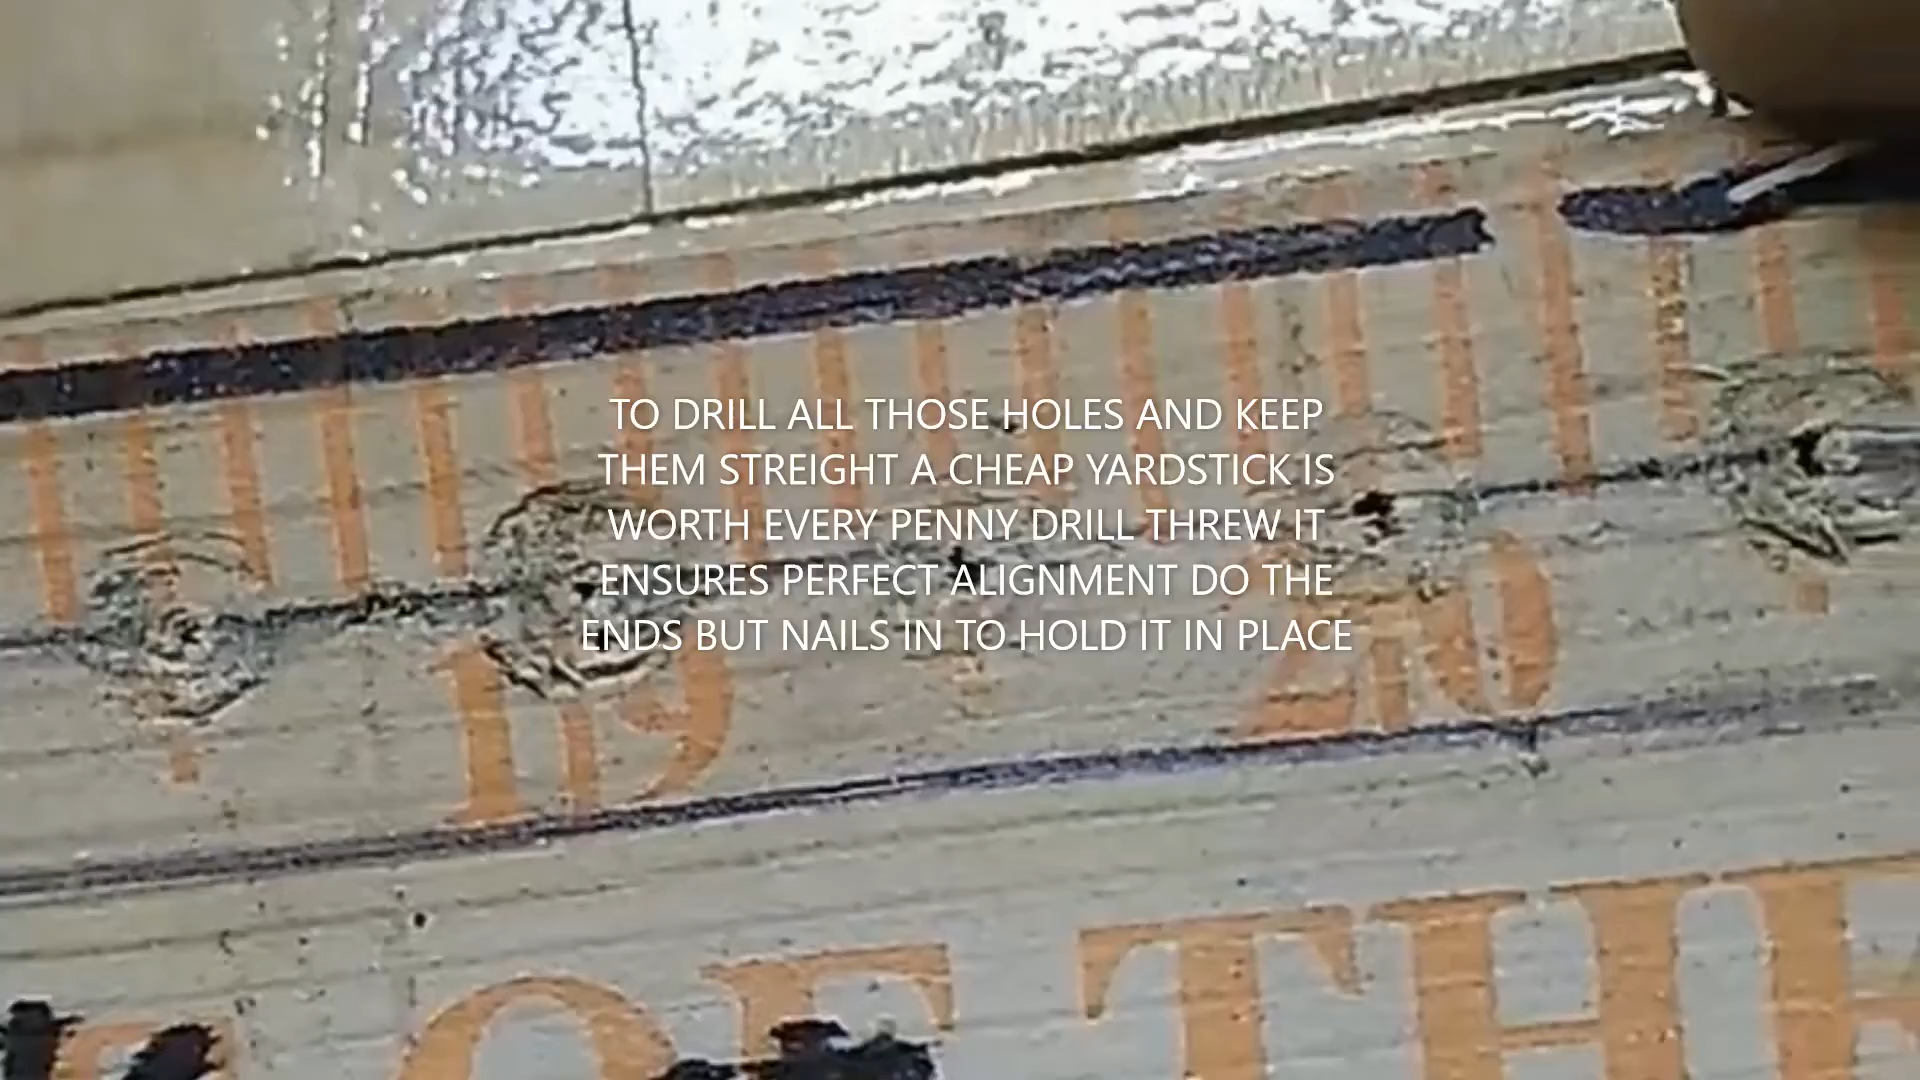 TO DRILL ALL THOSE HOLES AND KEEP
THEM STREIGHT A CHEAP YARDSTICK IS
WORTH EVERY PENNY DRILL THREW IT
ENSURES PERFECT ALIGNMENT DO THE
ENDS BUT NAILS IN TO HOLD IT IN PLACE
19 20
OF THE